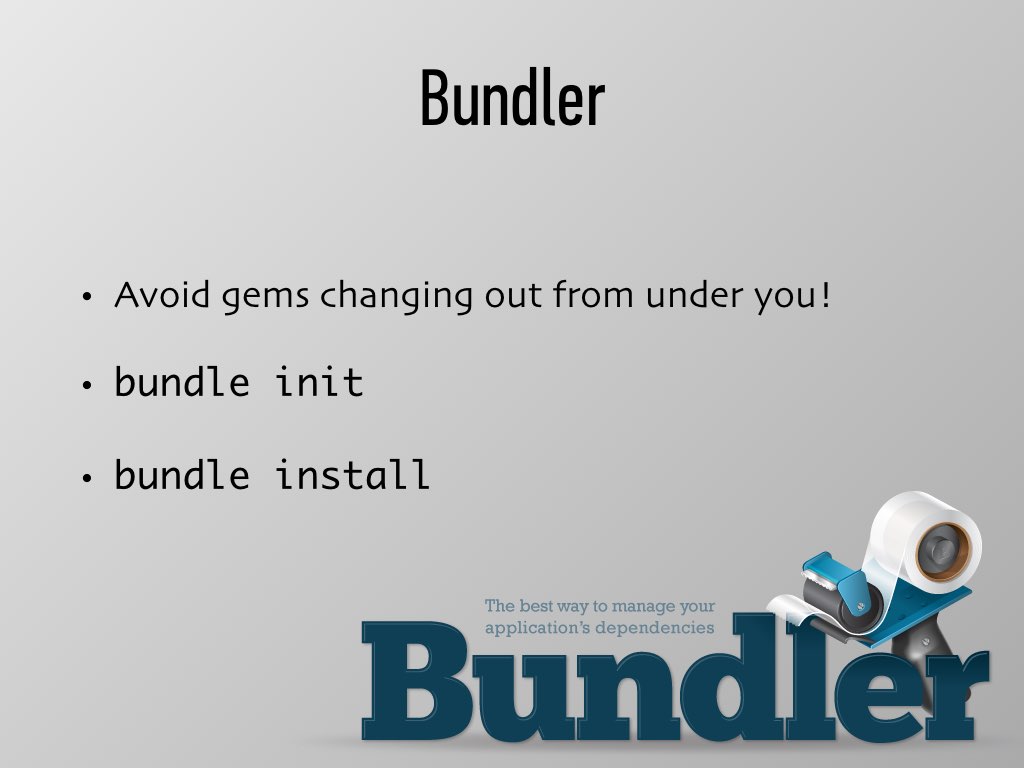 Bundler
• Avoid gems changing out from under you!
• bundle init
• bundle install
The best way to manage your
application's dependencies
Bundler